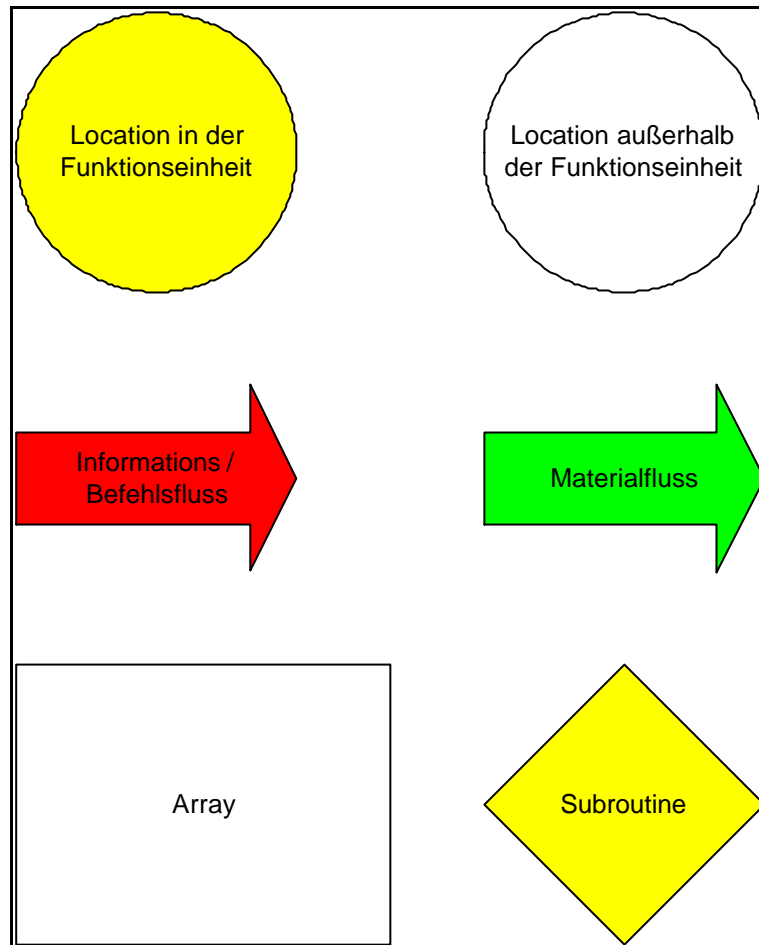 Location in der
Funktionseinheit
Location außerhalb
der Funktionseinheit
Informations /
Befehlsfluss
Materialfluss
Array
Subroutine